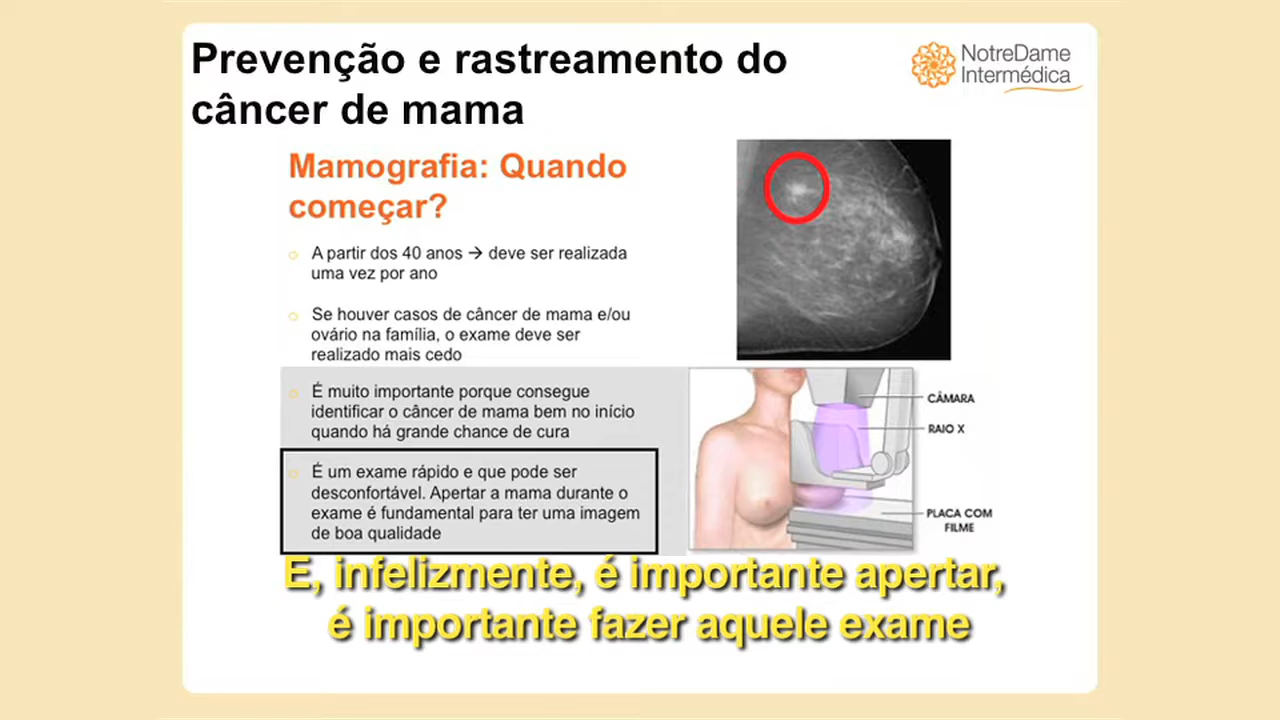 Prevenção e rastreamento do
câncer de mama
NotreDame
Intermédica
Mamografia: Quando
começar?
A partir dos 40 anos → deve ser realizada
uma vez por ano
Se houver casos de câncer de mama e/ou
ovário na família, o exame deve ser
realizado mais cedo
É muito importante porque consegue
identificar o câncer de mama bem no início
quando há grande chance de cura
É um exame rápido e que pode ser
desconfortável. Apertar a mama durante o
exame é fundamental para ter uma imagem
de boa qualidade
CÂMARA
RAIO X
PLACA COM
FILME
E, infelizmente, é importante apertar,
é importante fazer aquele exame